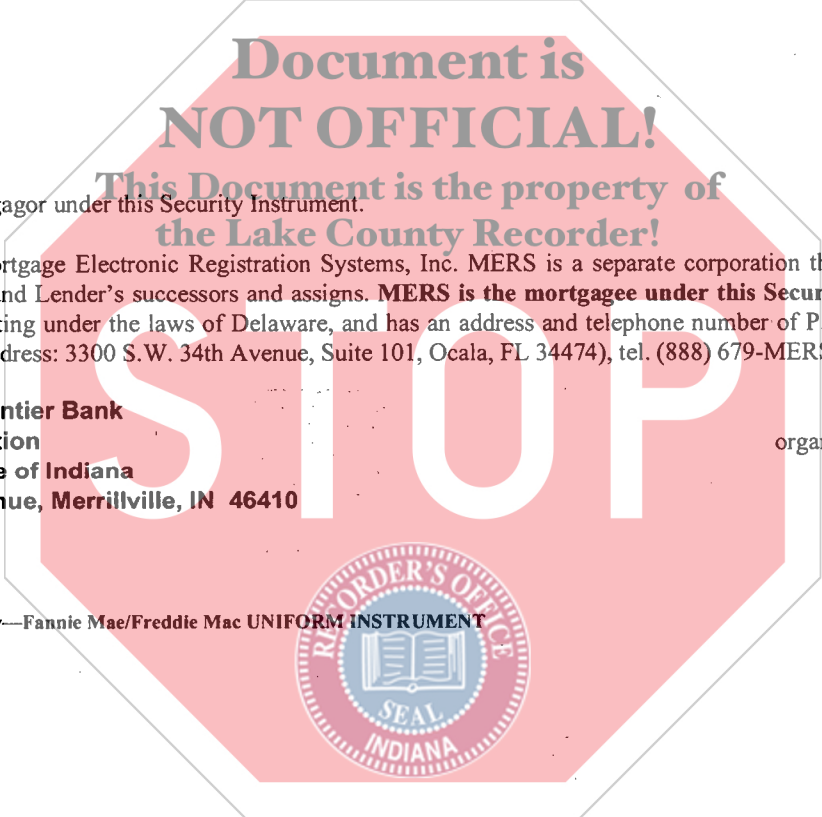 Document is
NOT OFFICIAL!
This Document is the property of
the Lake County Recorder!
agor under this Security Instrument.
rtgage Electronic Registration Systems, Inc. MERS is a separate corporation th
nd Lender's successors and assigns. MERS is the mortgagee under this Secur
ting under the laws of Delaware, and has an address and telephone number of P.
dress: 3300 S.W. 34th Avenue, Suite 101, Ocala, FL 34474), tel. (888) 679-MERS
STOP
ntier Bank
tion
orga
e of Indiana
nue, Merrillville, IN 46410
—Fannie Mae/Freddie Mac UNIFORM INSTRUMENT
RECORDER'S OFFICE
SEAL
INDIANA